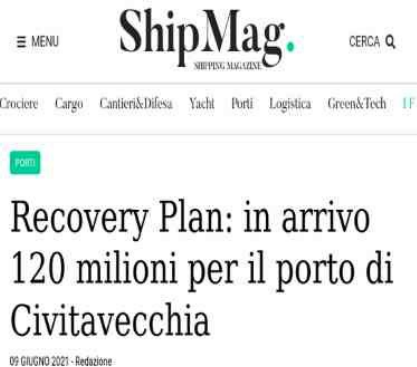 ≡ MENU
ShipMag.
SHIPPING MAGAZINE
CERCA
Crociere Cargo Cantieri&Difesa Yacht Porti Logistica Green&Tech I F
PORTI
Recovery Plan: in arrivo
120 milioni per il porto di
Civitavecchia
09 GIUGNO 2021 - Redazione